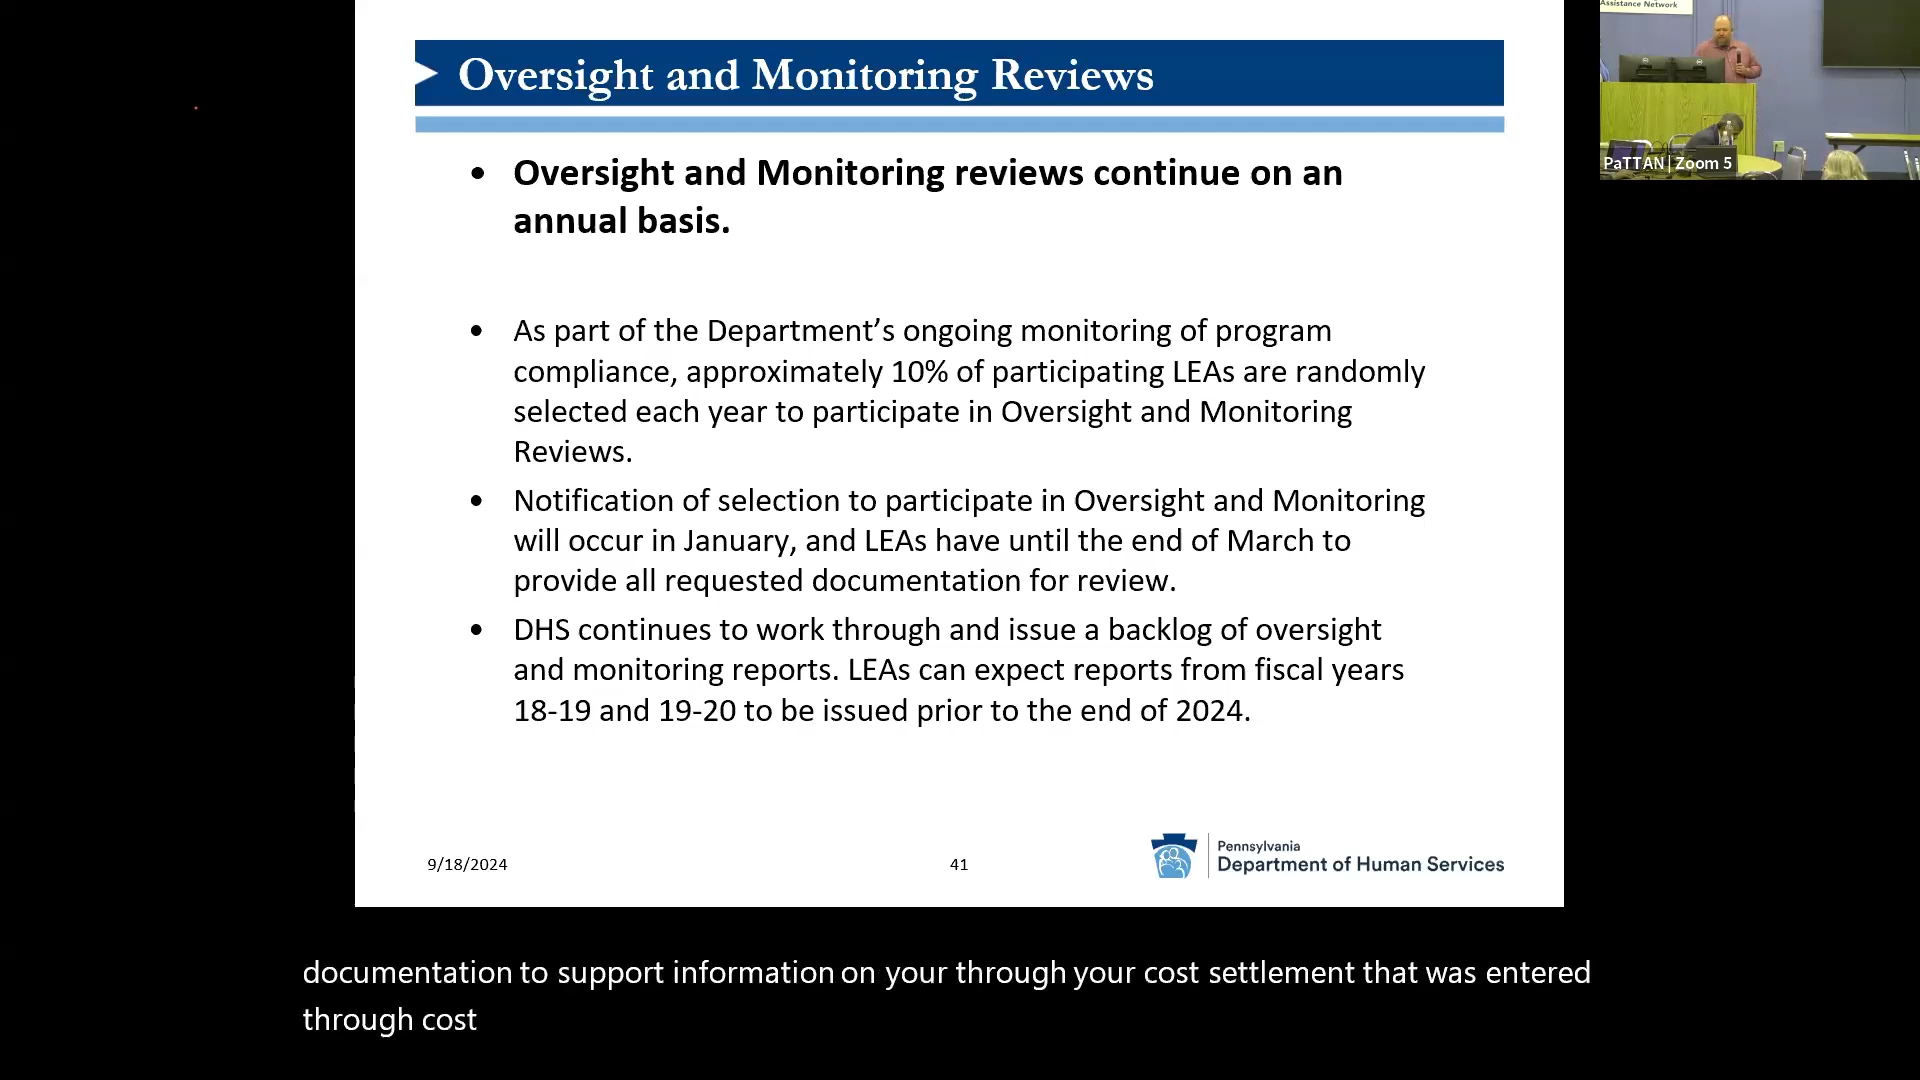 Assistance Network
Oversight and Monitoring Reviews
• Oversight and Monitoring reviews continue on an
annual basis.
• As part of the Department’s ongoing monitoring of program
compliance, approximately 10% of participating LEAs are randomly
selected each year to participate in Oversight and Monitoring
Reviews.
• Notification of selection to participate in Oversight and Monitoring
will occur in January, and LEAs have until the end of March to
provide all requested documentation for review.
• DHS continues to work through and issue a backlog of oversight
and monitoring reports. LEAs can expect reports from fiscal years
18-19 and 19-20 to be issued prior to the end of 2024.
PaTTAN | Zoom 5
9/18/2024
41
Pennsylvania
Department of Human Services
documentation to support information on your through your cost settlement that was entered
through cost